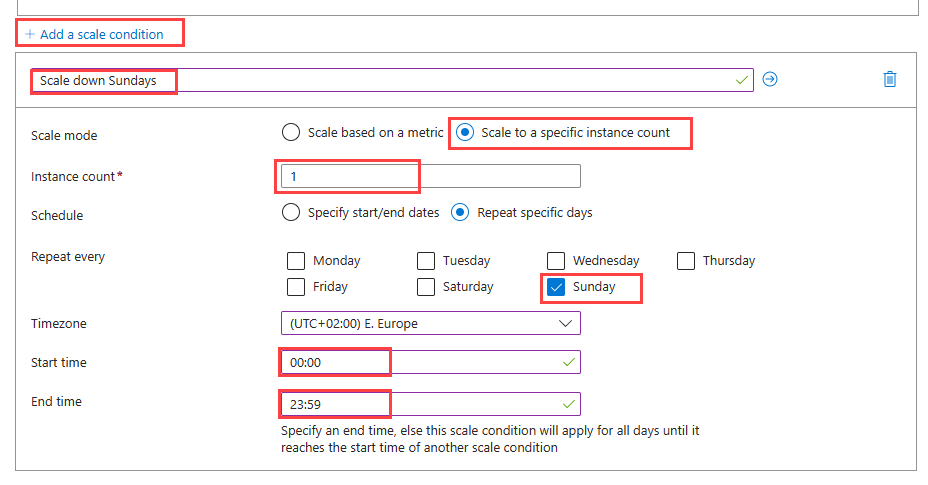 + Add a scale condition
Scale down Sundays
Scale mode
Scale based on a metric
Scale to a specific instance count
Instance count*
1
Schedule
Specify start/end dates
Repeat specific days
Repeat every
Monday
Tuesday
Wednesday
Thursday
Friday
Saturday
Sunday
Timezone
(UTC+02:00) E. Europe
Start time
00:00
End time
23:59
Specify an end time, else this scale condition will apply for all days until it
reaches the start time of another scale condition